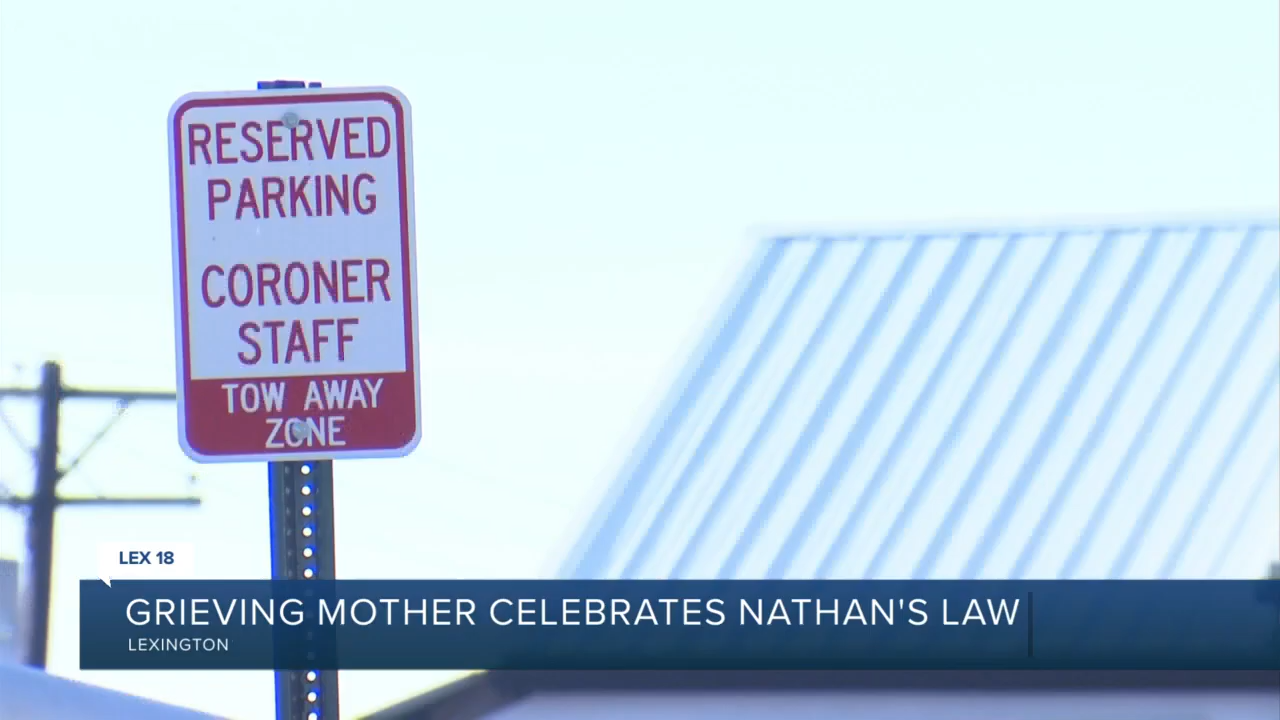 RESERVED
PARKING
CORONER
STAFF
TOW AWAY
ZONE
LEX 18
GRIEVING MOTHER CELEBRATES NATHAN'S LAW
LEXINGTON